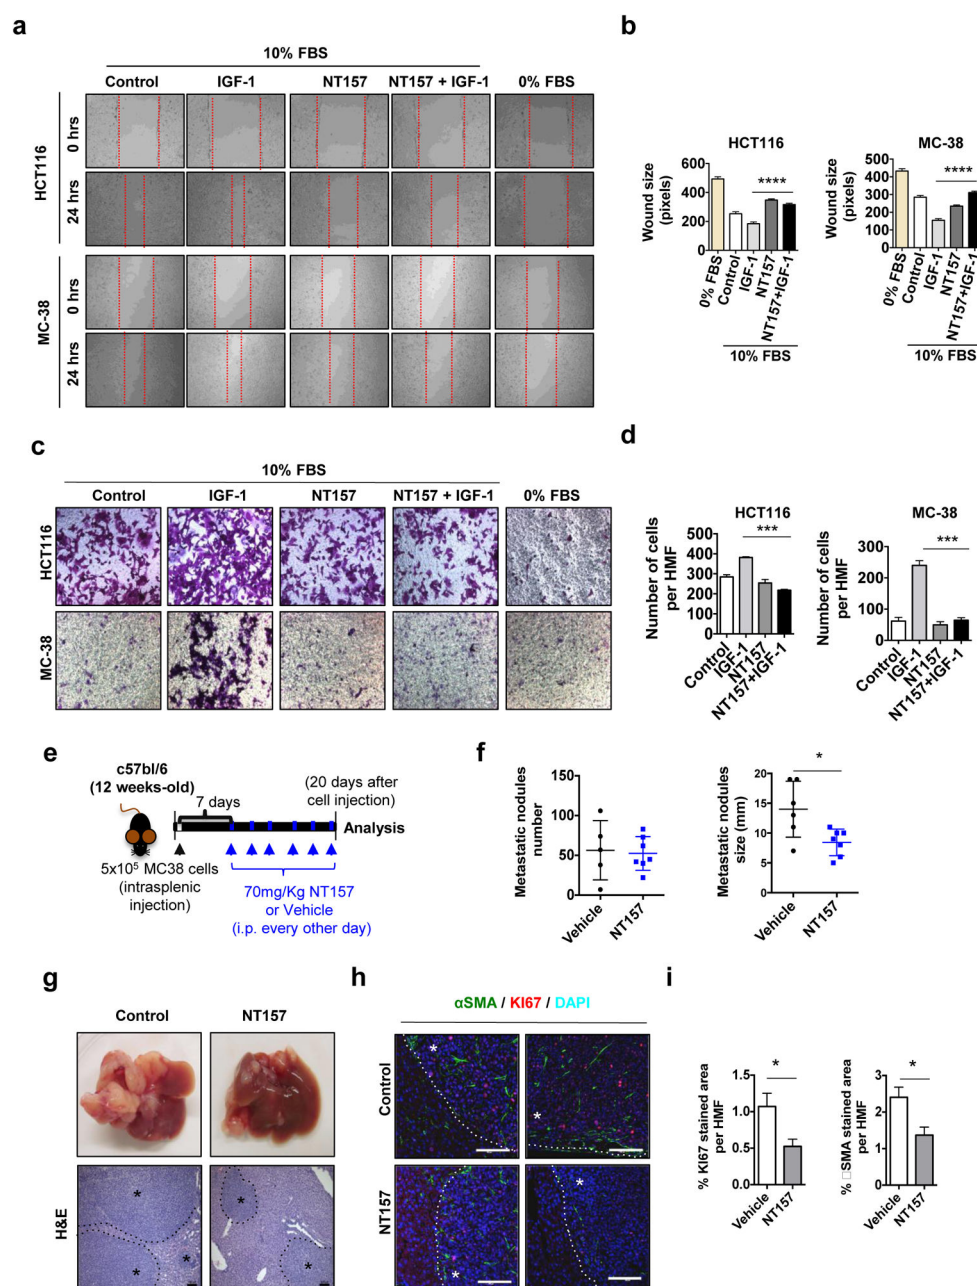 a
10% FBS
Control IGF-1 NT157 NT157 + IGF-1 0% FBS
HCT116
0 hrs
24 hrs
MC-38
0 hrs
24 hrs
b
HCT116
Wound size
(pixels)
600
400
200
0
****
0% FBS
Control
IGF-1
NT157
NT157+IGF-1
10% FBS
MC-38
Wound size
(pixels)
500
400
300
200
100
0
****
0% FBS
Control
IGF-1
NT157
NT157+IGF-1
10% FBS
c
10% FBS
Control IGF-1 NT157 NT157 + IGF-1 0% FBS
HCT116
MC-38
d
HCT116
Number of cells
per HMF
500
400
300
200
100
0
***
Control
IGF-1
NT157
NT157+IGF-1
MC-38
Number of cells
per HMF
300
200
100
0
***
Control
IGF-1
NT157
NT157+IGF-1
e
c57bl/6
(12 weeks-old)
7 days
(20 days after
cell injection)
Analysis
5x10⁵ MC38 cells
(intrasplenic
injection)
70mg/Kg NT157
or Vehicle
(i.p. every other day)
f
Metastatic nodules
number
150
100
50
0
Vehicle
NT157
Metastatic nodules
size (mm)
20
15
10
5
0
*
Vehicle
NT157
g
Control NT157
H&E
*
*
*
*
*
h
αSMA / KI67 / DAPI
Control
NT157
*
*
*
*
i
% KI67 stained area
per HMF
1.5
1.0
0.5
0.0
*
Vehicle
NT157
% □SMA stained area
per HMF
3
2
1
0
*
Vehicle
NT157